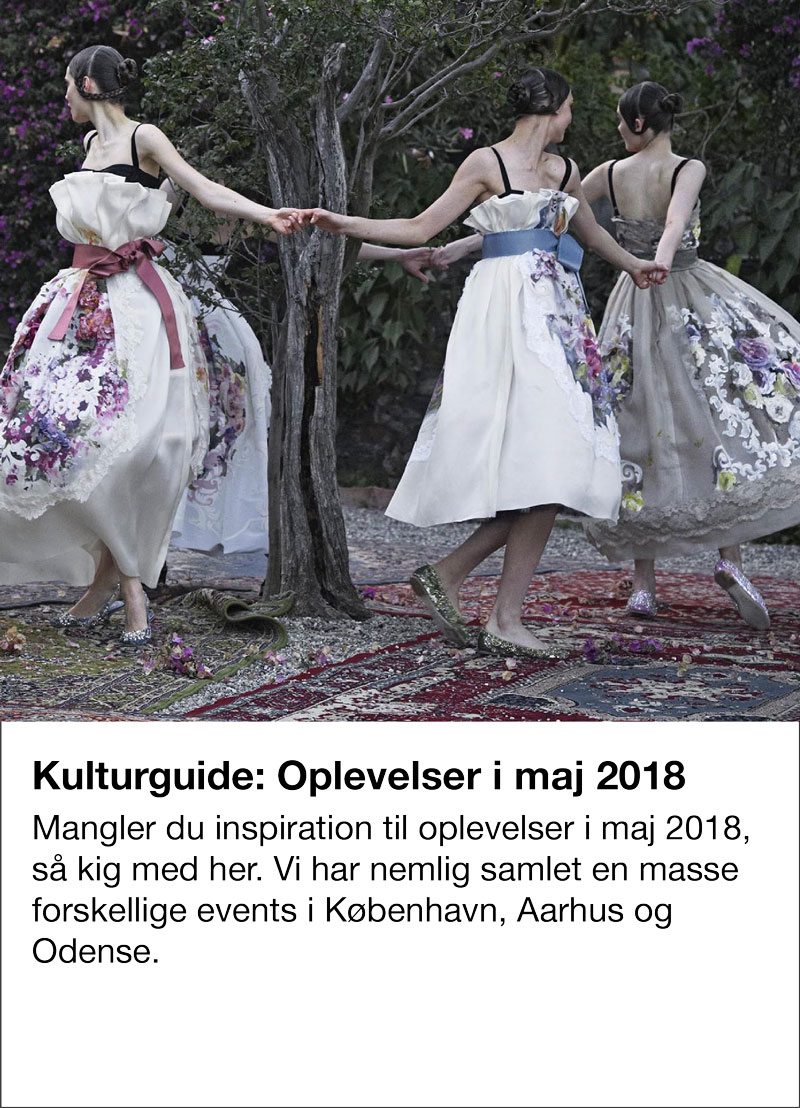 Kulturguide: Oplevelser i maj 2018
Mangler du inspiration til oplevelser i maj 2018,
så kig med her. Vi har nemlig samlet en masse
forskellige events i København, Aarhus og
Odense.